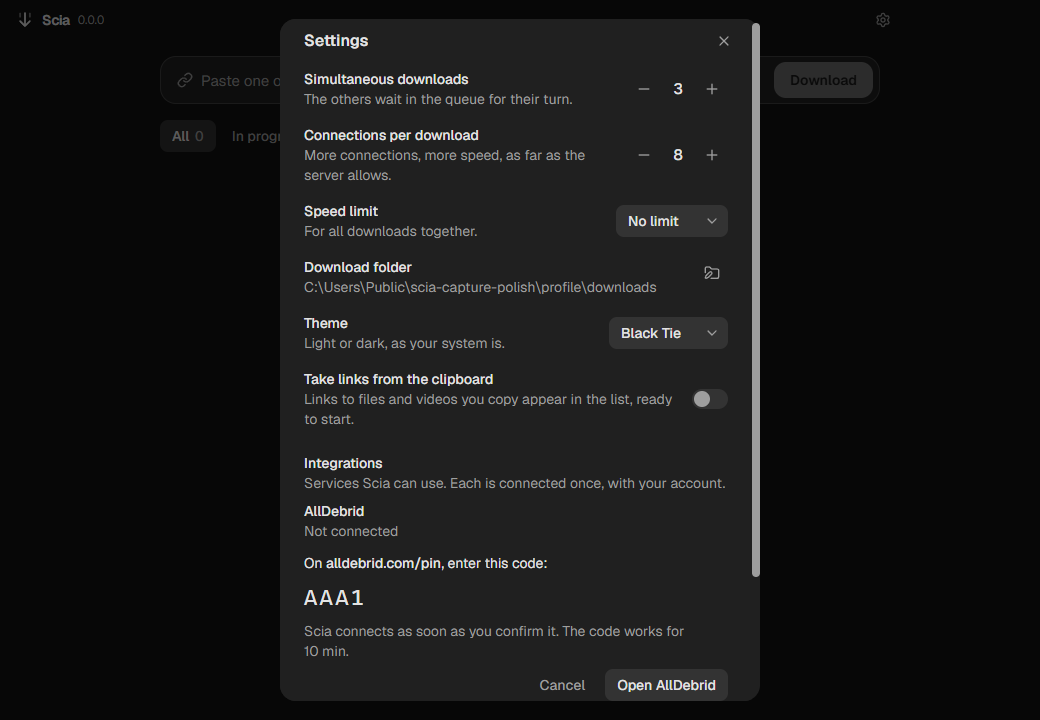 Scia 0.0.0
Settings
Paste one o
Download
All 0
In progr
Simultaneous downloads
The others wait in the queue for their turn.
3
Connections per download
More connections, more speed, as far as the
server allows.
8
Speed limit
For all downloads together.
No limit
Download folder
C:\Users\Public\scia-capture-polish\profile\downloads
Theme
Light or dark, as your system is.
Black Tie
Take links from the clipboard
Links to files and videos you copy appear in the list, ready
to start.
Integrations
Services Scia can use. Each is connected once, with your account.
AllDebrid
Not connected
On alldebrid.com/pin, enter this code:
AAA1
Scia connects as soon as you confirm it. The code works for
10 min.
Cancel
Open AllDebrid